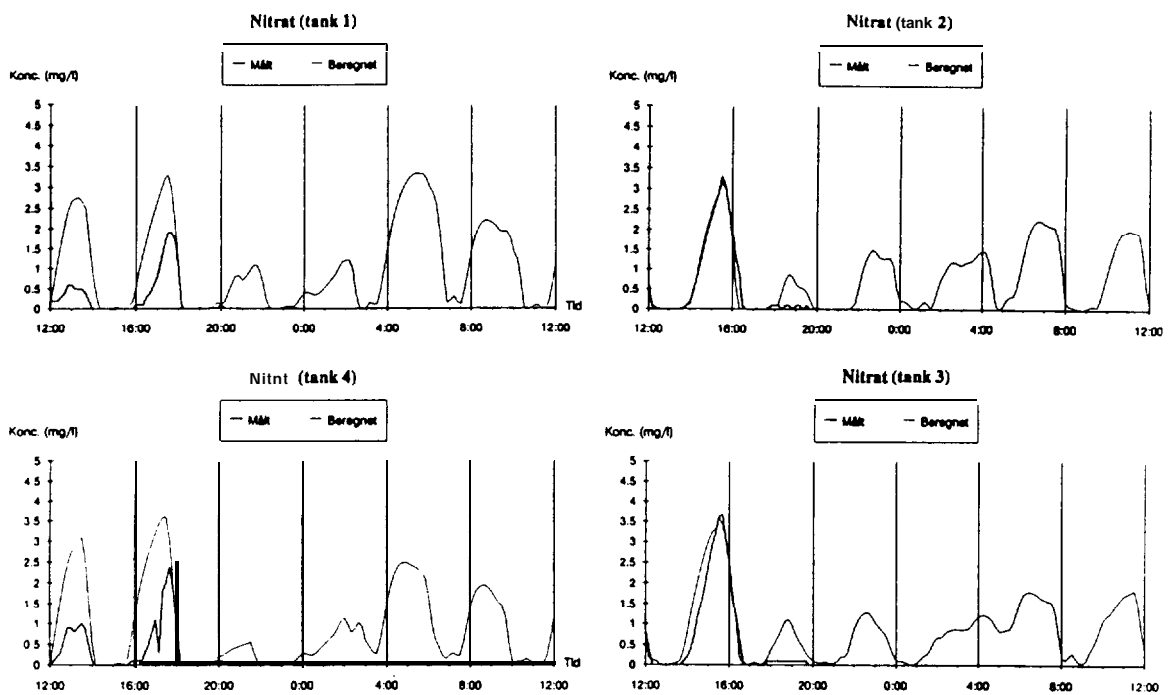 Nitrat (tank 1)
— Målt — Beregnet
Konc. (mg/l)
5
4.5
4
3.5
3
2.5
2
1.5
1
0.5
0
12:00 16:00 20:00 0:00 4:00 8:00 12:00
Tid
Nitrat (tank 2)
— Målt — Beregnet
Konc. (mg/l)
5
4.5
4
3.5
3
2.5
2
1.5
1
0.5
0
12:00 16:00 20:00 0:00 4:00 8:00 12:00
Nitnt (tank 4)
— Målt — Beregnet
Konc. (mg/l)
5
4.5
4
3.5
3
2.5
2
1.5
1
0.5
0
12:00 16:00 20:00 0:00 4:00 8:00 12:00
Tid
Nitrat (tank 3)
— Målt — Beregnet
Konc. (mg/l)
5
4.5
4
3.5
3
2.5
2
1.5
1
0.5
0
12:00 16:00 20:00 0:00 4:00 8:00 12:00